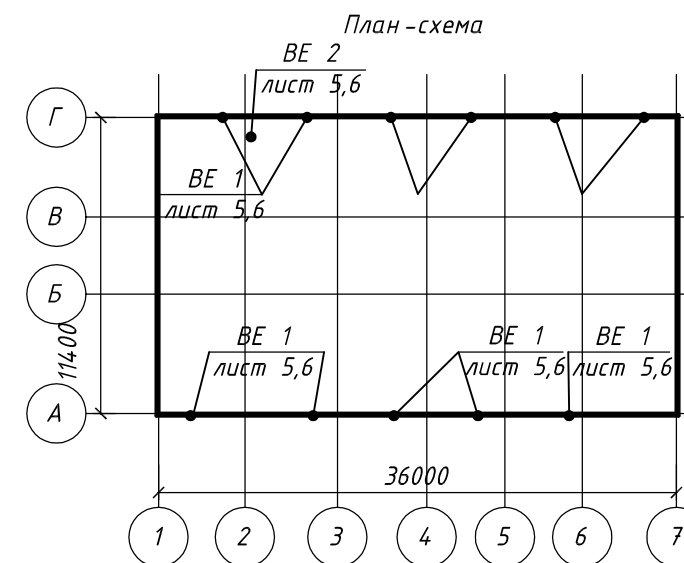 План-схема
ВЕ 2
лист 5,6
Г
ВЕ 1
лист 5,6
В
Б
11400
ВЕ 1
лист 5,6
ВЕ 1
лист 5,6
ВЕ 1
лист 5,6
А
36000
1 2 3 4 5 6 7